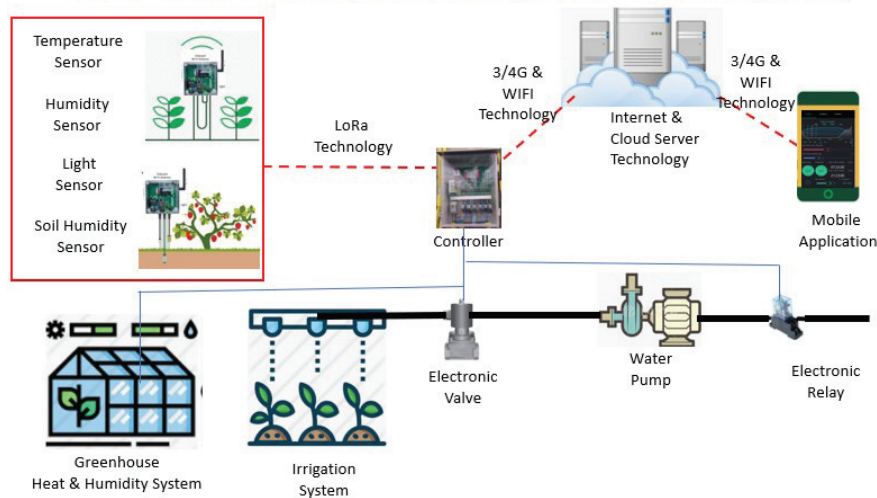 Temperature
Sensor
Humidity
Sensor
Light
Sensor
Soil Humidity
Sensor
LoRa
Technology
3/4G &
WIFI
Technology
Internet &
Cloud Server
Technology
3/4G &
WIFI
Technology
Controller
Mobile
Application
Greenhouse
Heat & Humidity System
Irrigation
System
Electronic
Valve
Water
Pump
Electronic
Relay